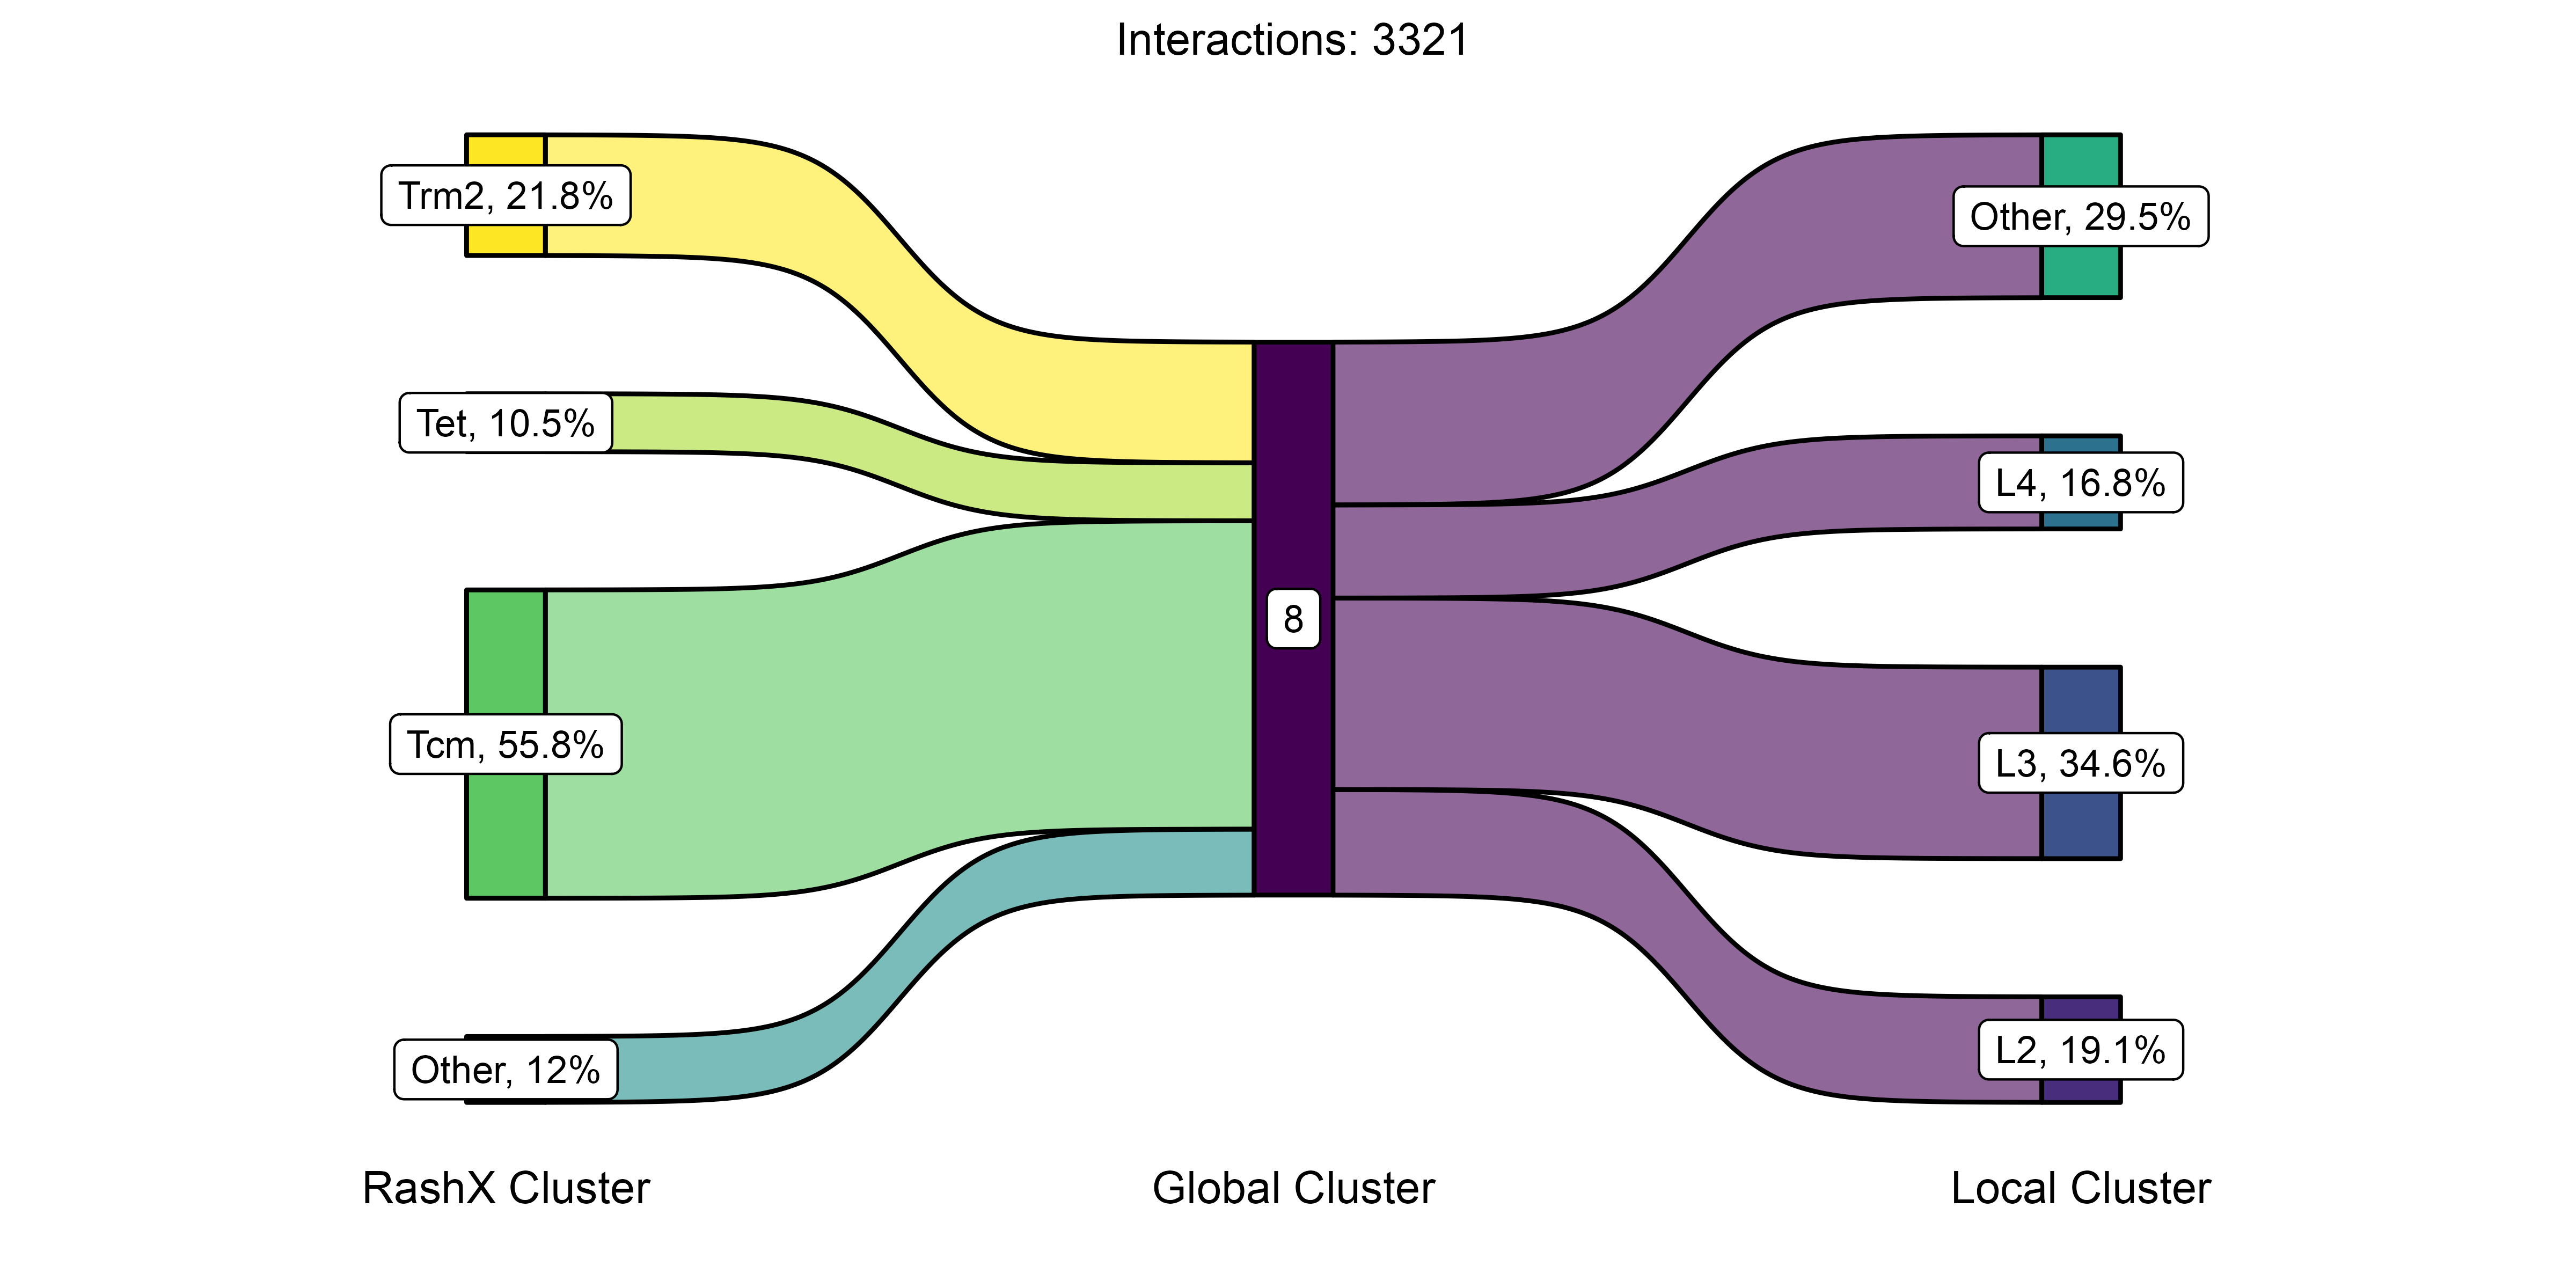 Interactions: 3321
Trm2, 21.8%
Other, 29.5%
Tet, 10.5%
L4, 16.8%
8
Tcm, 55.8%
L3, 34.6%
Other, 12%
L2, 19.1%
RashX Cluster
Global Cluster
Local Cluster